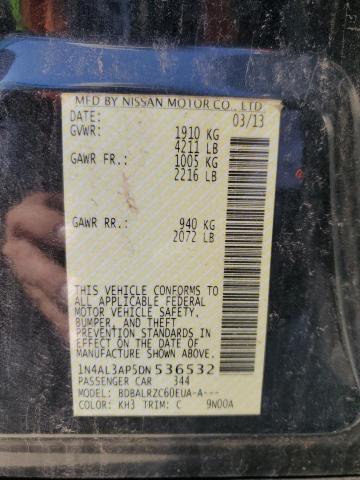 MFD BY NISSAN MOTOR CO., LTD
DATE: 03/13
GVWR: 1910 KG
4211 LB
GAWR FR.: 1005 KG
2216 LB
GAWR RR.: 940 KG
2072 LB
THIS VEHICLE CONFORMS TO
ALL APPLICABLE FEDERAL
MOTOR VEHICLE SAFETY,
BUMPER, AND THEFT
PREVENTION STANDARDS IN
EFFECT ON THE DATE OF
MANUFACTURE SHOWN ABOVE.
1N4AL3AP5DN536532
PASSENGER CAR 344
MODEL: BDBALRZC60EUA-A---
COLOR: KH3 TRIM: C 9N00A